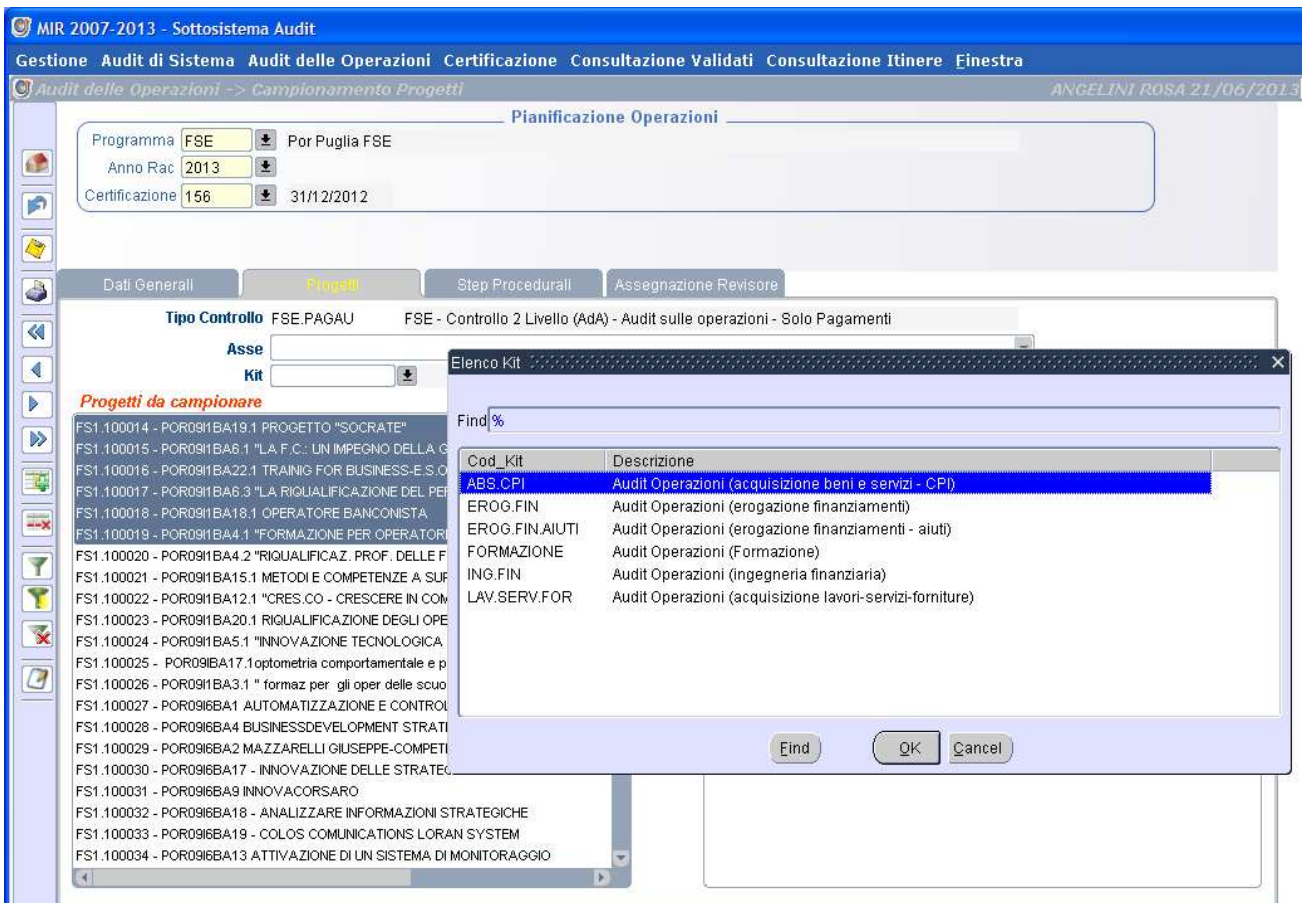 MIR 2007-2013 - Sottosistema Audit
Gestione Audit di Sistema Audit delle Operazioni Certificazione Consultazione Validati Consultazione Itinere Finestra
Audit delle Operazioni -> Campionamento Progetti ANGELINI ROSA 21/06/2013
Pianificazione Operazioni
Programma FSE Por Puglia FSE
Anno Rac 2013
Certificazione 156 31/12/2012
Dati Generali Progetti Step Procedurali Assegnazione Revisore
Tipo Controllo FSE.PAGAU FSE - Controllo 2 Livello (AdA) - Audit sulle operazioni - Solo Pagamenti
Asse
Kit
Progetti da campionare
FS1.100014 - POR09I1BA19.1 PROGETTO "SOCRATE"
FS1.100015 - POR09I1BA6.1 "LA F.C.: UN IMPEGNO DELLA G
FS1.100016 - POR09I1BA22.1 TRAINIG FOR BUSINESS-E.S.O
FS1.100017 - POR09I1BA6.3 "LA RIQUALIFICAZIONE DEL PE
FS1.100018 - POR09I1BA18.1 OPERATORE BANCONISTA
FS1.100019 - POR09I1BA4.1 "FORMAZIONE PER OPERATOR
FS1.100020 - POR09I1BA4.2 "RIQUALIFICAZ. PROF. DELLE F
FS1.100021 - POR09I1BA15.1 METODI E COMPETENZE A SU
FS1.100022 - POR09I1BA12.1 "CRES.CO - CRESCERE IN COM
FS1.100023 - POR09I1BA20.1 RIQUALIFICAZIONE DEGLI OPE
FS1.100024 - POR09I1BA5.1 "INNOVAZIONE TECNOLOGICA
FS1.100025 - POR09IBA17.1optometria comportamentale e p
FS1.100026 - POR09I1BA3.1 " formaz per gli oper delle scuo
FS1.100027 - POR09I6BA1 AUTOMATIZZAZIONE E CONTROL
FS1.100028 - POR09I6BA4 BUSINESSDEVELOPMENT STRATI
FS1.100029 - POR09I6BA2 MAZZARELLI GIUSEPPE-COMPETI
FS1.100030 - POR09I6BA17 - INNOVAZIONE DELLE STRATEG
FS1.100031 - POR09I6BA9 INNOVACORSARO
FS1.100032 - POR09I6BA18 - ANALIZZARE INFORMAZIONI STRATEGICHE
FS1.100033 - POR09I6BA19 - COLOS COMUNICATIONS LORAN SYSTEM
FS1.100034 - POR09I6BA13 ATTIVAZIONE DI UN SISTEMA DI MONITORAGGIO
Elenco Kit
Find %
Cod_Kit Descrizione
ABS.CPI Audit Operazioni (acquisizione beni e servizi - CPI)
EROG.FIN Audit Operazioni (erogazione finanziamenti)
EROG.FIN.AIUTI Audit Operazioni (erogazione finanziamenti - aiuti)
FORMAZIONE Audit Operazioni (Formazione)
ING.FIN Audit Operazioni (ingegneria finanziaria)
LAV.SERV.FOR Audit Operazioni (acquisizione lavori-servizi-forniture)
Find OK Cancel